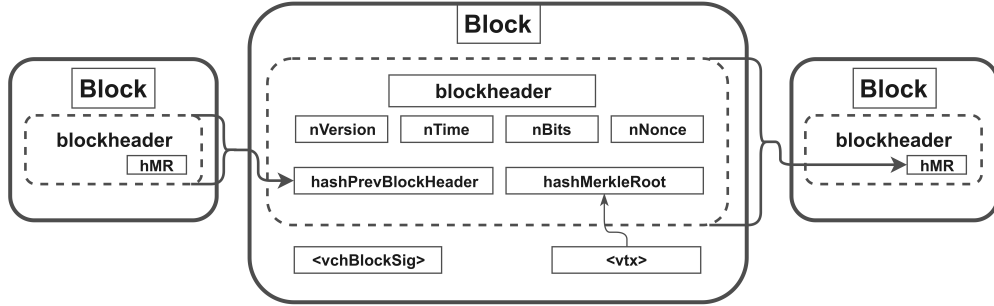 Block
blockheader
hMR
Block
blockheader
nVersion
nTime
nBits
nNonce
hashPrevBlockHeader
hashMerkleRoot
<vchBlockSig>
<vtx>
Block
blockheader
hMR